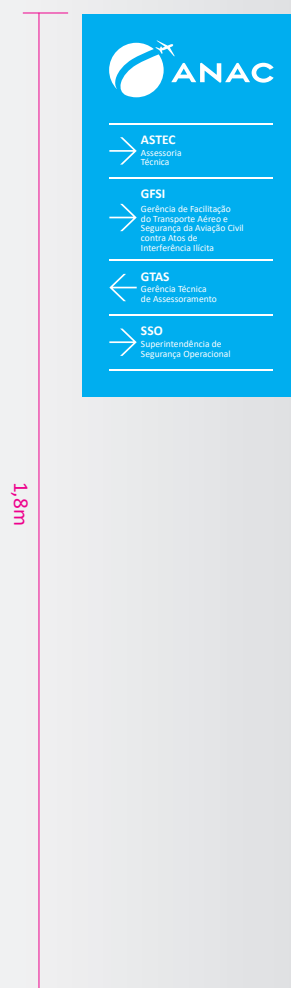 ANAC
ASTEC
Assessoria
Técnica
GFSI
Gerência de Facilitação
do Transporte Aéreo e
Segurança da Aviação Civil
contra Atos de
Interferência Ilícita
GTAS
Gerência Técnica
de Assessoramento
SSO
Superintendência de
Segurança Operacional
1,8m